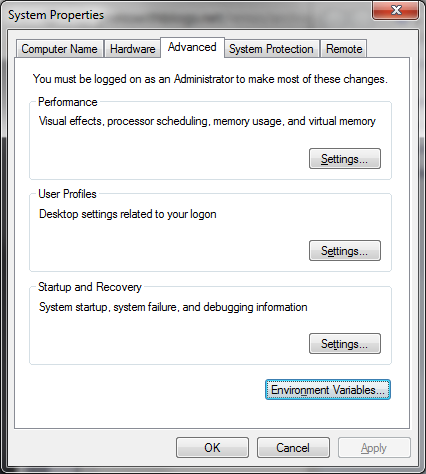 System Properties
Computer Name Hardware Advanced System Protection Remote
You must be logged on as an Administrator to make most of these changes.
Performance
Visual effects, processor scheduling, memory usage, and virtual memory
Settings...
User Profiles
Desktop settings related to your logon
Settings...
Startup and Recovery
System startup, system failure, and debugging information
Settings...
Environment Variables...
OK Cancel Apply